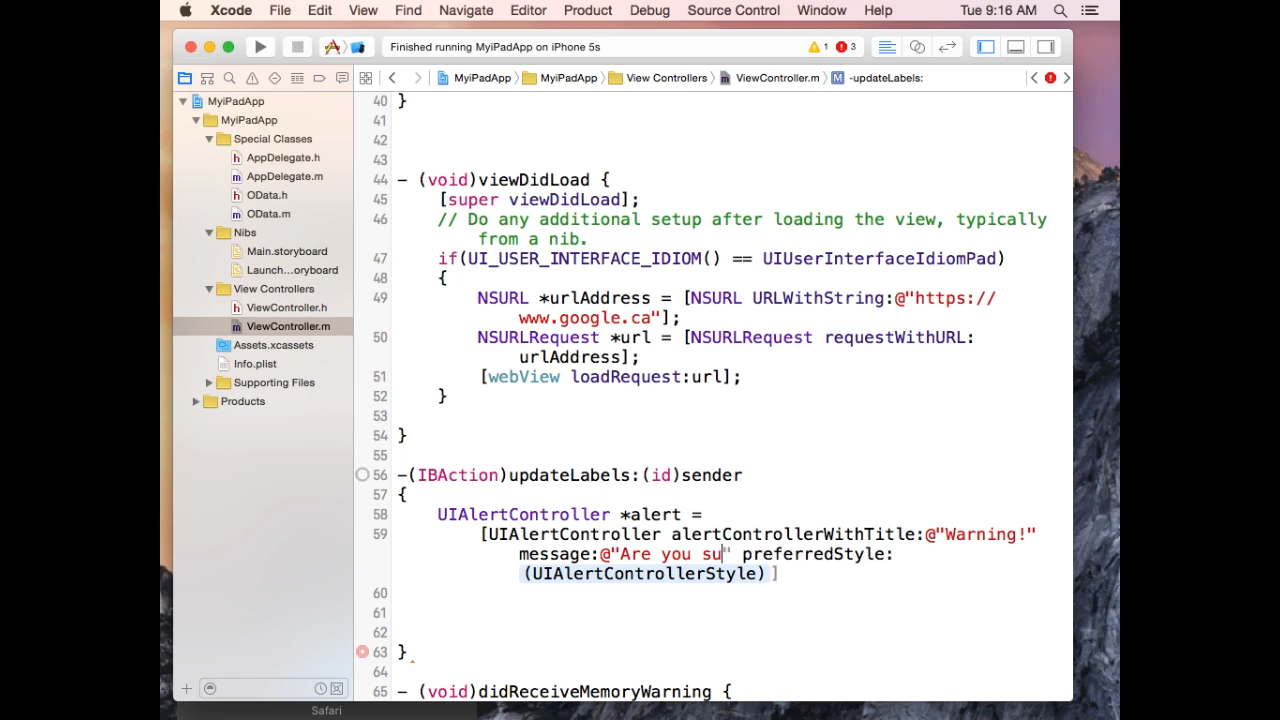 Xcode File Edit View Find Navigate Editor Product Debug Source Control Window Help Tue 9:16 AM
Finished running MyiPadApp on iPhone 5s 1 3
MyiPadApp MyiPadApp View Controllers ViewController.m M -updateLabels:
MyiPadApp
MyiPadApp
Special Classes
h AppDelegate.h
m AppDelegate.m
h OData.h
m OData.m
Nibs
Main.storyboard
Launch...oryboard
View Controllers
h ViewController.h
m ViewController.m
Assets.xcassets
Info.plist
Supporting Files
Products
40 }
41
42
43
44 - (void)viewDidLoad {
45 [super viewDidLoad];
46 // Do any additional setup after loading the view, typically
from a nib.
47 if(UI_USER_INTERFACE_IDIOM() == UIUserInterfaceIdiomPad)
48 {
49 NSURL *urlAddress = [NSURL URLWithString:@"https://
www.google.ca"];
50 NSURLRequest *url = [NSURLRequest requestWithURL:
urlAddress];
51 [webView loadRequest:url];
52 }
53
54 }
55
56 -(IBAction)updateLabels:(id)sender
57 {
58 UIAlertController *alert =
59 [UIAlertController alertControllerWithTitle:@"Warning!"
message:@"Are you su" preferredStyle:
(UIAlertControllerStyle)]
60
61
62
63 }
64
65 - (void)didReceiveMemoryWarning {
Safari